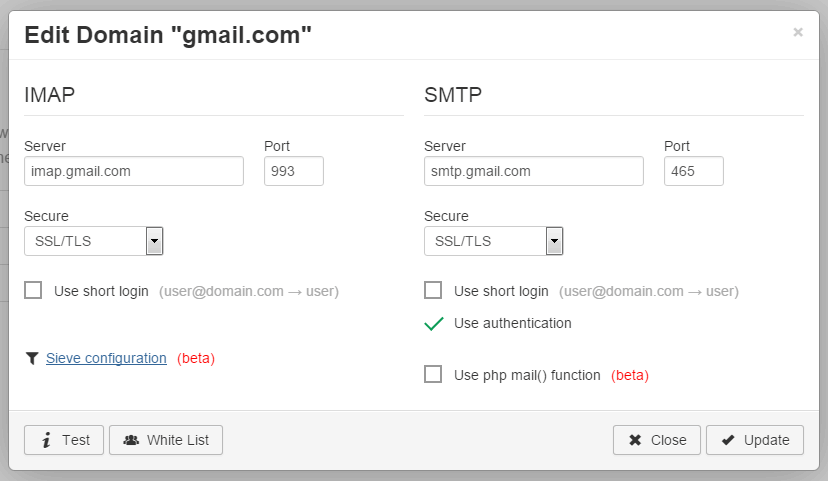 Edit Domain "gmail.com"
×
IMAP
Server Port
imap.gmail.com 993
Secure
SSL/TLS
Use short login (user@domain.com → user)
Sieve configuration (beta)
SMTP
Server Port
smtp.gmail.com 465
Secure
SSL/TLS
Use short login (user@domain.com → user)
Use authentication
Use php mail() function (beta)
Test White List Close Update